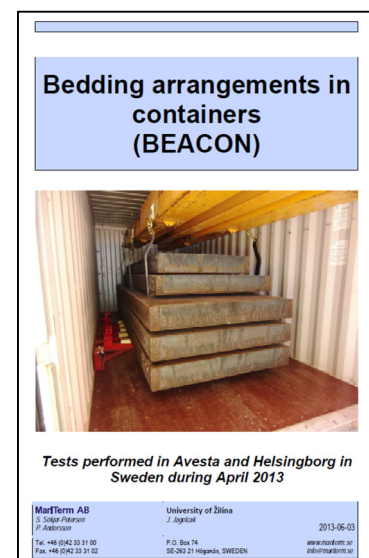 Bedding arrangements in
containers
(BEACON)
Tests performed in Avesta and Helsingborg in
Sweden during April 2013
MariTerm AB
S. Sökjer-Petersen
P. Andersson
University of Žilina
J. Jagelcak
2013-06-03
Tel. +46 (0)42 33 31 00
Fax. +46 (0)42 33 31 02
P.O. Box 74
SE-263 21 Höganäs, SWEDEN
www.mariterm.se
info@mariterm.se